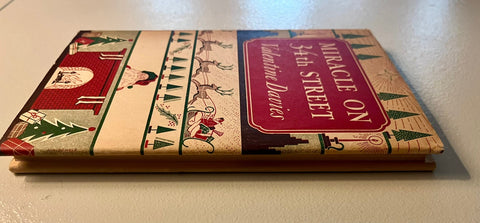 MIRACLE ON
34th STREET
Valentine Davies